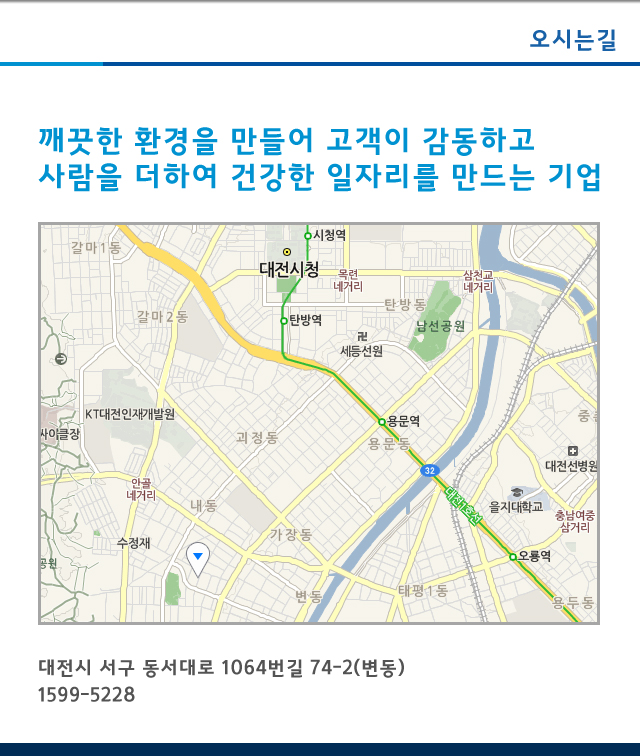 오시는길
깨끗한 환경을 만들어 고객이 감동하고
사람을 더하여 건강한 일자리를 만드는 기업
시청역
갈마1동
대전시청
목련
네거리
삼천교
네거리
탄방동
갈마2동
탄방역
남선공원
세등선원
KT대전인재개발원
용문역
중촌
싸이클장
괴정동
용문동
대전선병원
32
안골
네거리
대전1호선
내동
을지대학교
충남여중
삼거리
가장동
수정재
오룡역
공원
변동
태평1동
용두동
대전시 서구 동서대로 1064번길 74-2(변동)
1599-5228